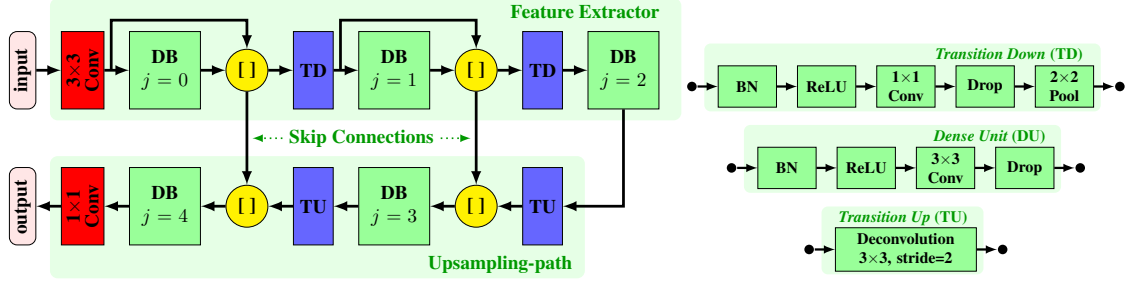 Feature Extractor
input
3×3
Conv
DB
j = 0
[ ]
TD
DB
j = 1
[ ]
TD
DB
j = 2
Skip Connections
output
1×1
Conv
DB
j = 4
[ ]
TU
DB
j = 3
[ ]
TU
Upsampling-path
Transition Down (TD)
BN
ReLU
1×1
Conv
Drop
2×2
Pool
Dense Unit (DU)
BN
ReLU
3×3
Conv
Drop
Transition Up (TU)
Deconvolution
3×3, stride=2